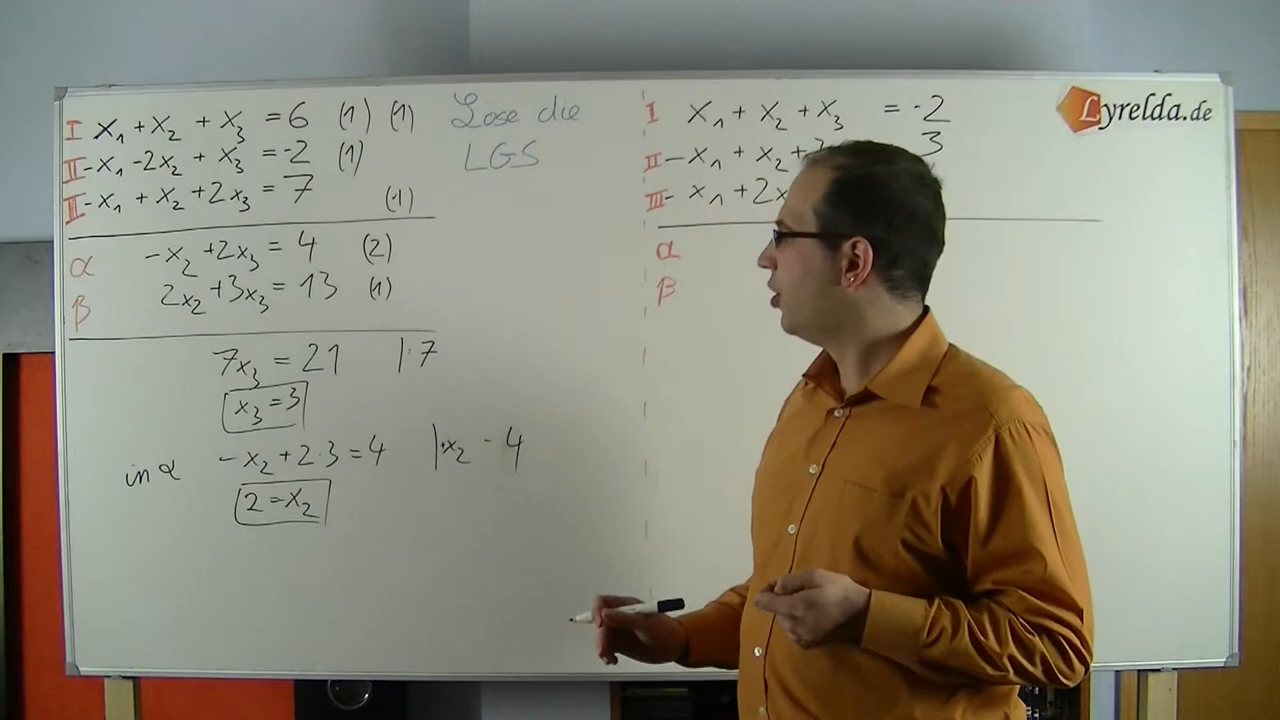 I x₁ + x₂ + x₃ = 6 (1) (1)
II -x₁ - 2x₂ + x₃ = -2 (1)
II -x₁ + x₂ + 2x₃ = 7 (1)
α -x₂ + 2x₃ = 4 (2)
β 2x₂ + 3x₃ = 13 (1)
7x₃ = 21 |:7
x₃ = 3
in α -x₂ + 2·3 = 4 |+x₂ - 4
2 = x₂
Löse die
LGS
I x₁ + x₂ + x₃ = -2
II -x₁ + x₂ + 3
III - x₁ + 2x
α
β
Lyrelda.de